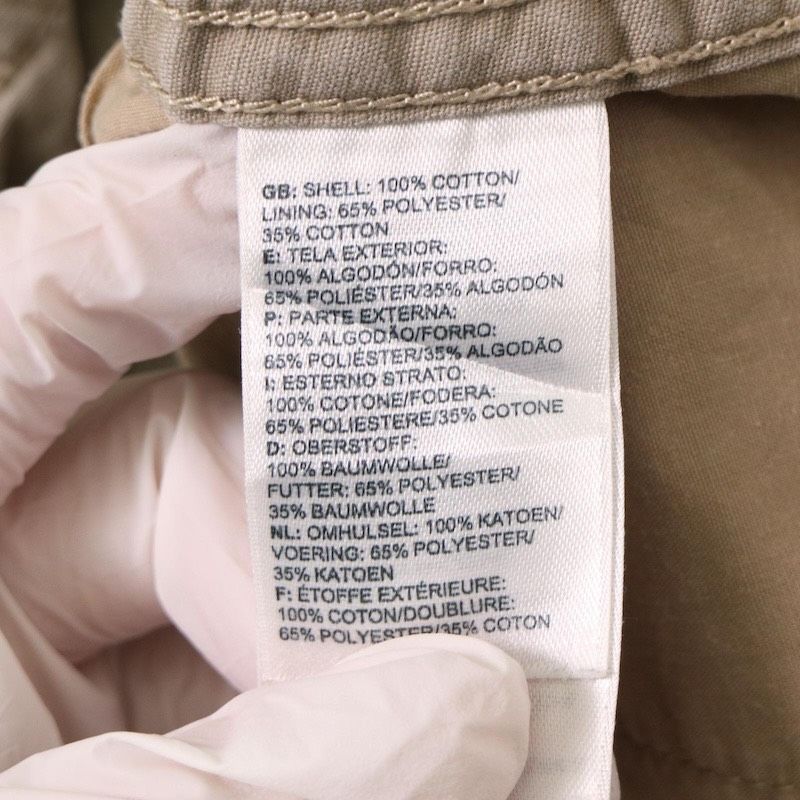 GB: SHELL: 100% COTTON/
LINING: 65% POLYESTER/
35% COTTON
E: TELA EXTERIOR:
100% ALGODÓN/FORRO:
65% POLIÉSTER/35% ALGODÓN
P: PARTE EXTERNA:
100% ALGODÃO/FORRO:
65% POLIÉSTER/35% ALGODÃO
I: ESTERNO STRATO:
100% COTONE/FODERA:
65% POLIESTERE/35% COTONE
D: OBERSTOFF:
100% BAUMWOLLE/
FUTTER: 65% POLYESTER/
35% BAUMWOLLE
NL: OMHULSEL: 100% KATOEN/
VOERING: 65% POLYESTER/
35% KATOEN
F: ÉTOFFE EXTÉRIEURE:
100% COTON/DOUBLURE:
65% POLYESTER/35% COTON